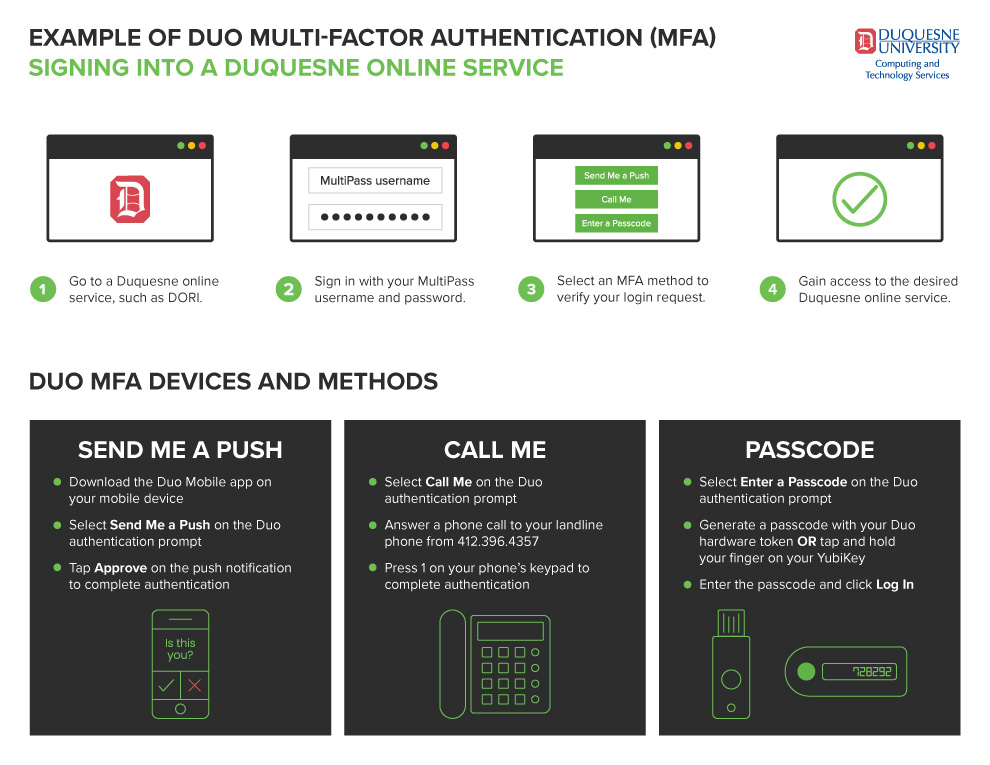 EXAMPLE OF DUO MULTI-FACTOR AUTHENTICATION (MFA)
SIGNING INTO A DUQUESNE ONLINE SERVICE
D
DUQUESNE
UNIVERSITY
Computing and
Technology Services
D
MultiPass username
Send Me a Push
Call Me
Enter a Passcode
1
Go to a Duquesne online
service, such as DORI.
2
Sign in with your MultiPass
username and password.
3
Select an MFA method to
verify your login request.
4
Gain access to the desired
Duquesne online service.
DUO MFA DEVICES AND METHODS
SEND ME A PUSH
Download the Duo Mobile app on
your mobile device
Select Send Me a Push on the Duo
authentication prompt
Tap Approve on the push notification
to complete authentication
Is this
you?
CALL ME
Select Call Me on the Duo
authentication prompt
Answer a phone call to your landline
phone from 412.396.4357
Press 1 on your phone's keypad to
complete authentication
PASSCODE
Select Enter a Passcode on the Duo
authentication prompt
Generate a passcode with your Duo
hardware token OR tap and hold
your finger on your YubiKey
Enter the passcode and click Log In
728292